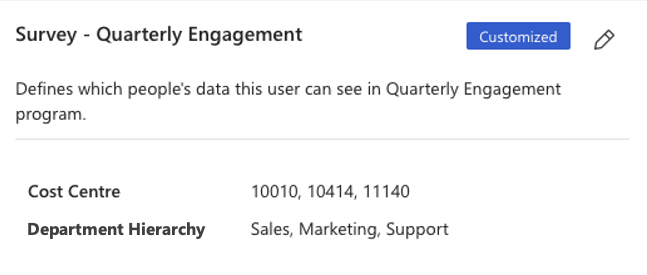 Survey - Quarterly Engagement
Customized
Defines which people's data this user can see in Quarterly Engagement
program.
Cost Centre 10010, 10414, 11140
Department Hierarchy Sales, Marketing, Support